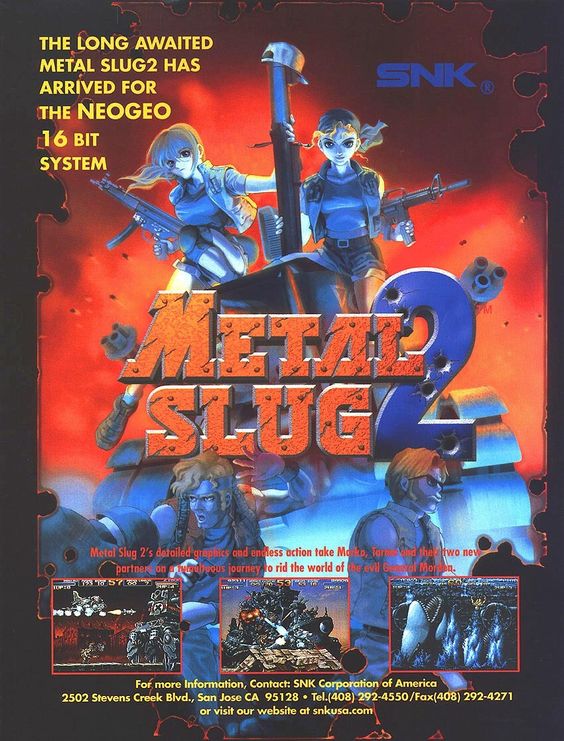 THE LONG AWAITED
METAL SLUG2 HAS
ARRIVED FOR
THE NEOGEO
16 BIT
SYSTEM
SNK ®
METAL
SLUG 2
TM
Metal Slug 2's detailed graphics and endless action take Marko, Tarma and their two new
partners on a tumultuous journey to rid the world of the evil General Morden.
For more Information, Contact: SNK Corporation of America
2502 Stevens Creek Blvd., San Jose CA 95128 • Tel.(408) 292-4550/Fax(408) 292-4271
or visit our website at snkusa.com